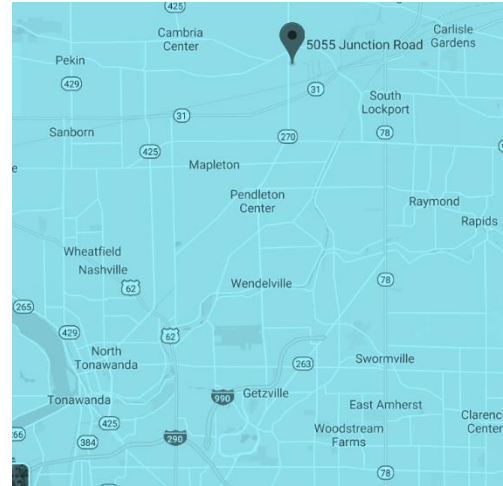 425
Cambria
Center
5055 Junction Road
Carlisle
Gardens
Pekin
429
31
South
Lockport
31
Sanborn
425
270
78
Mapleton
Pendleton
Center
Raymond
Rapids
Wheatfield
Nashville
62
Wendelville
78
265
429
62
North
Tonawanda
263
Swormville
990
Getzville
Tonawanda
East Amherst
425
Clarence
Center
266
384
290
Woodstream
Farms
78